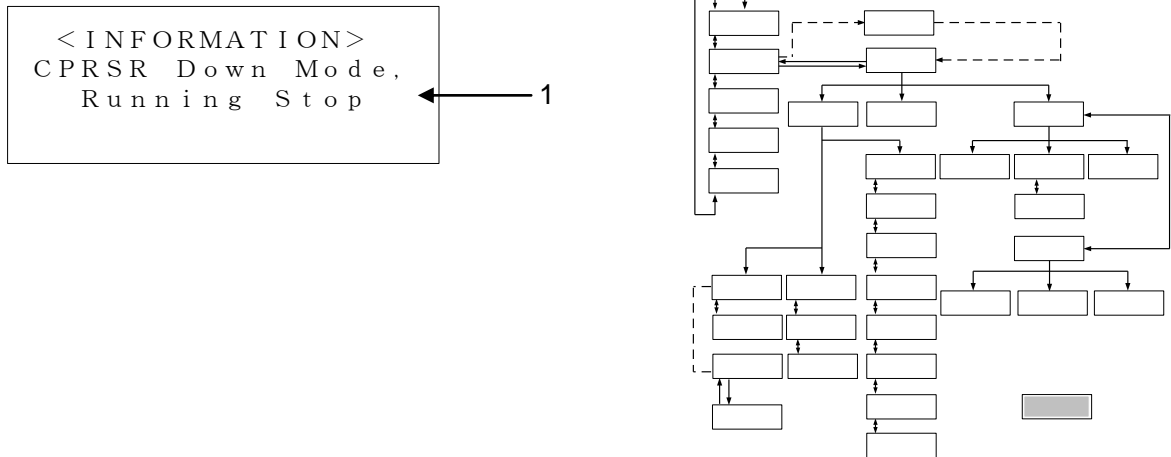 <INFORMATION>
CPRSR Down Mode,
Running Stop
1